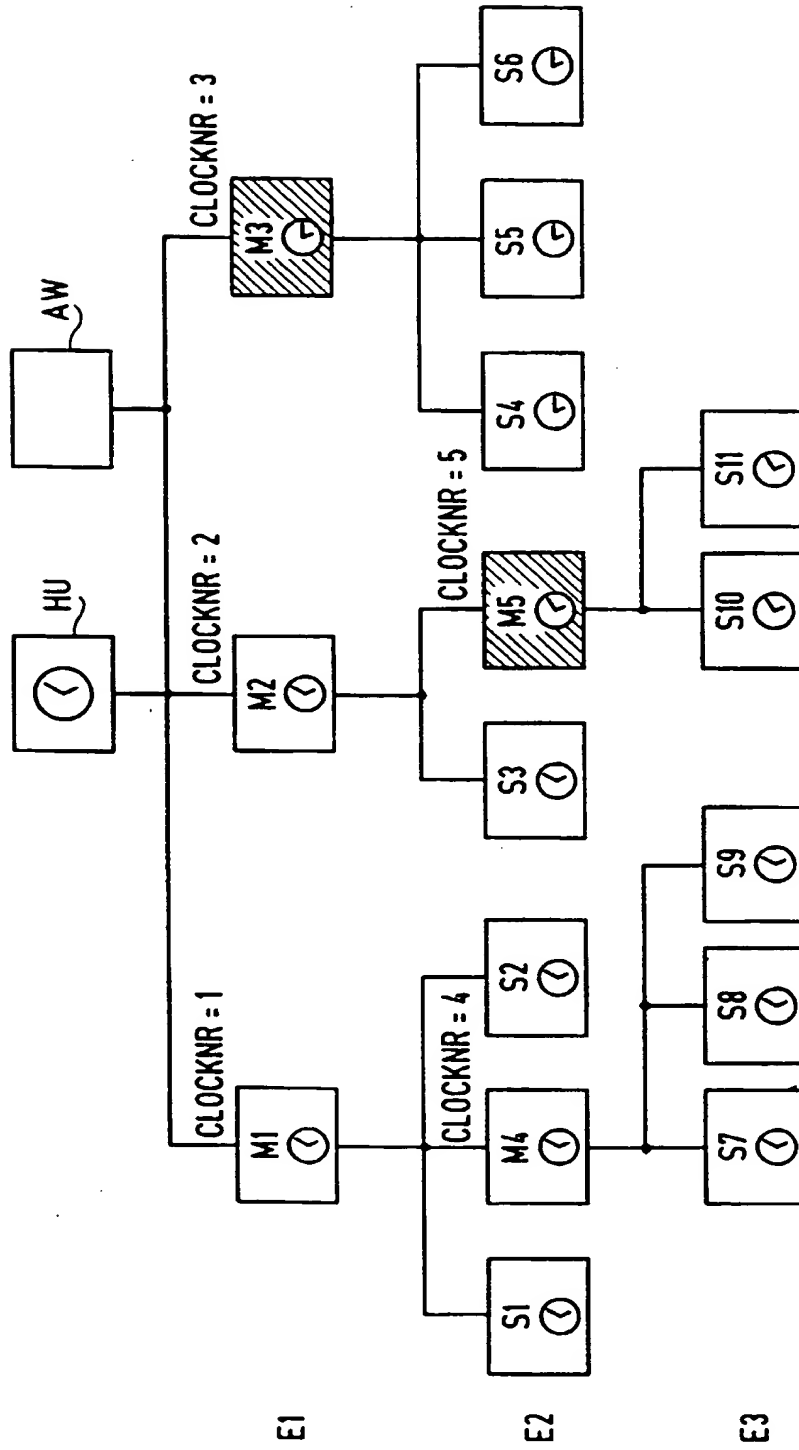 HU
AW
CLOCKNR = 1
CLOCKNR = 2
CLOCKNR = 3
E1
M1
M2
M3
CLOCKNR = 4
CLOCKNR = 5
E2
S1
M4
S2
S3
M5
S4
S5
S6
E3
S7
S8
S9
S10
S11